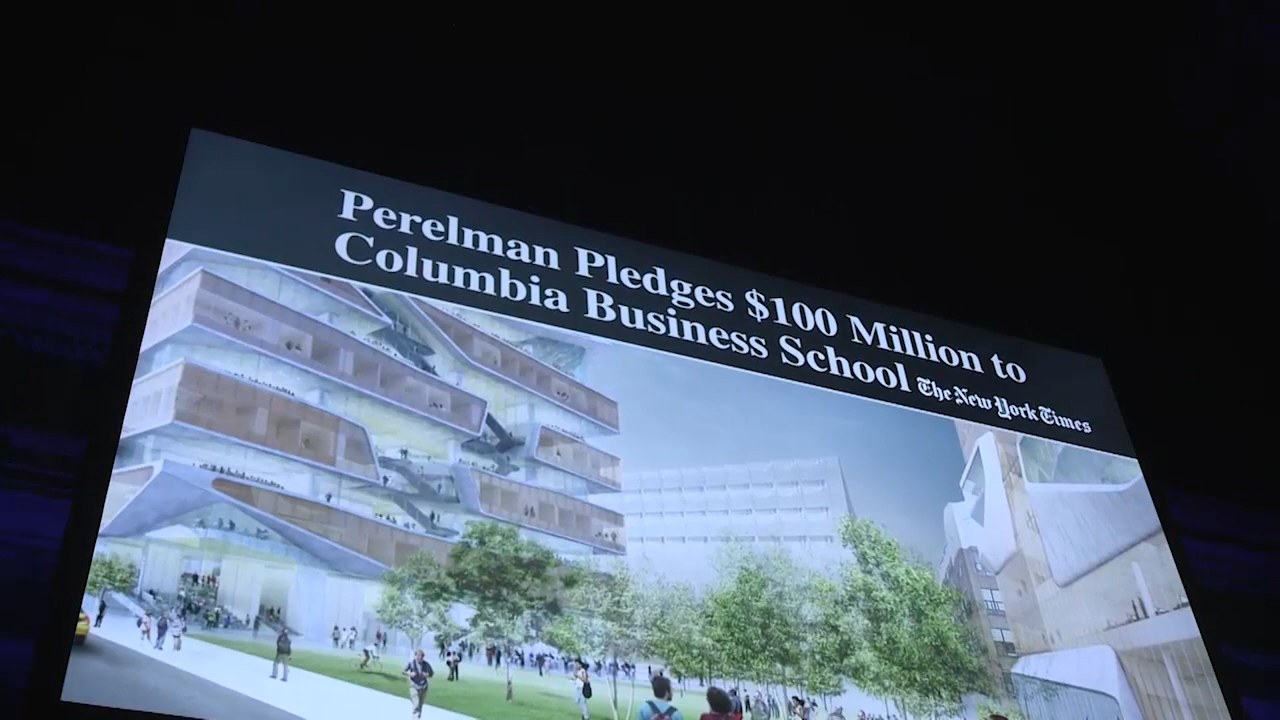 Perelman Pledges $100 Million to
Columbia Business School The New York Times